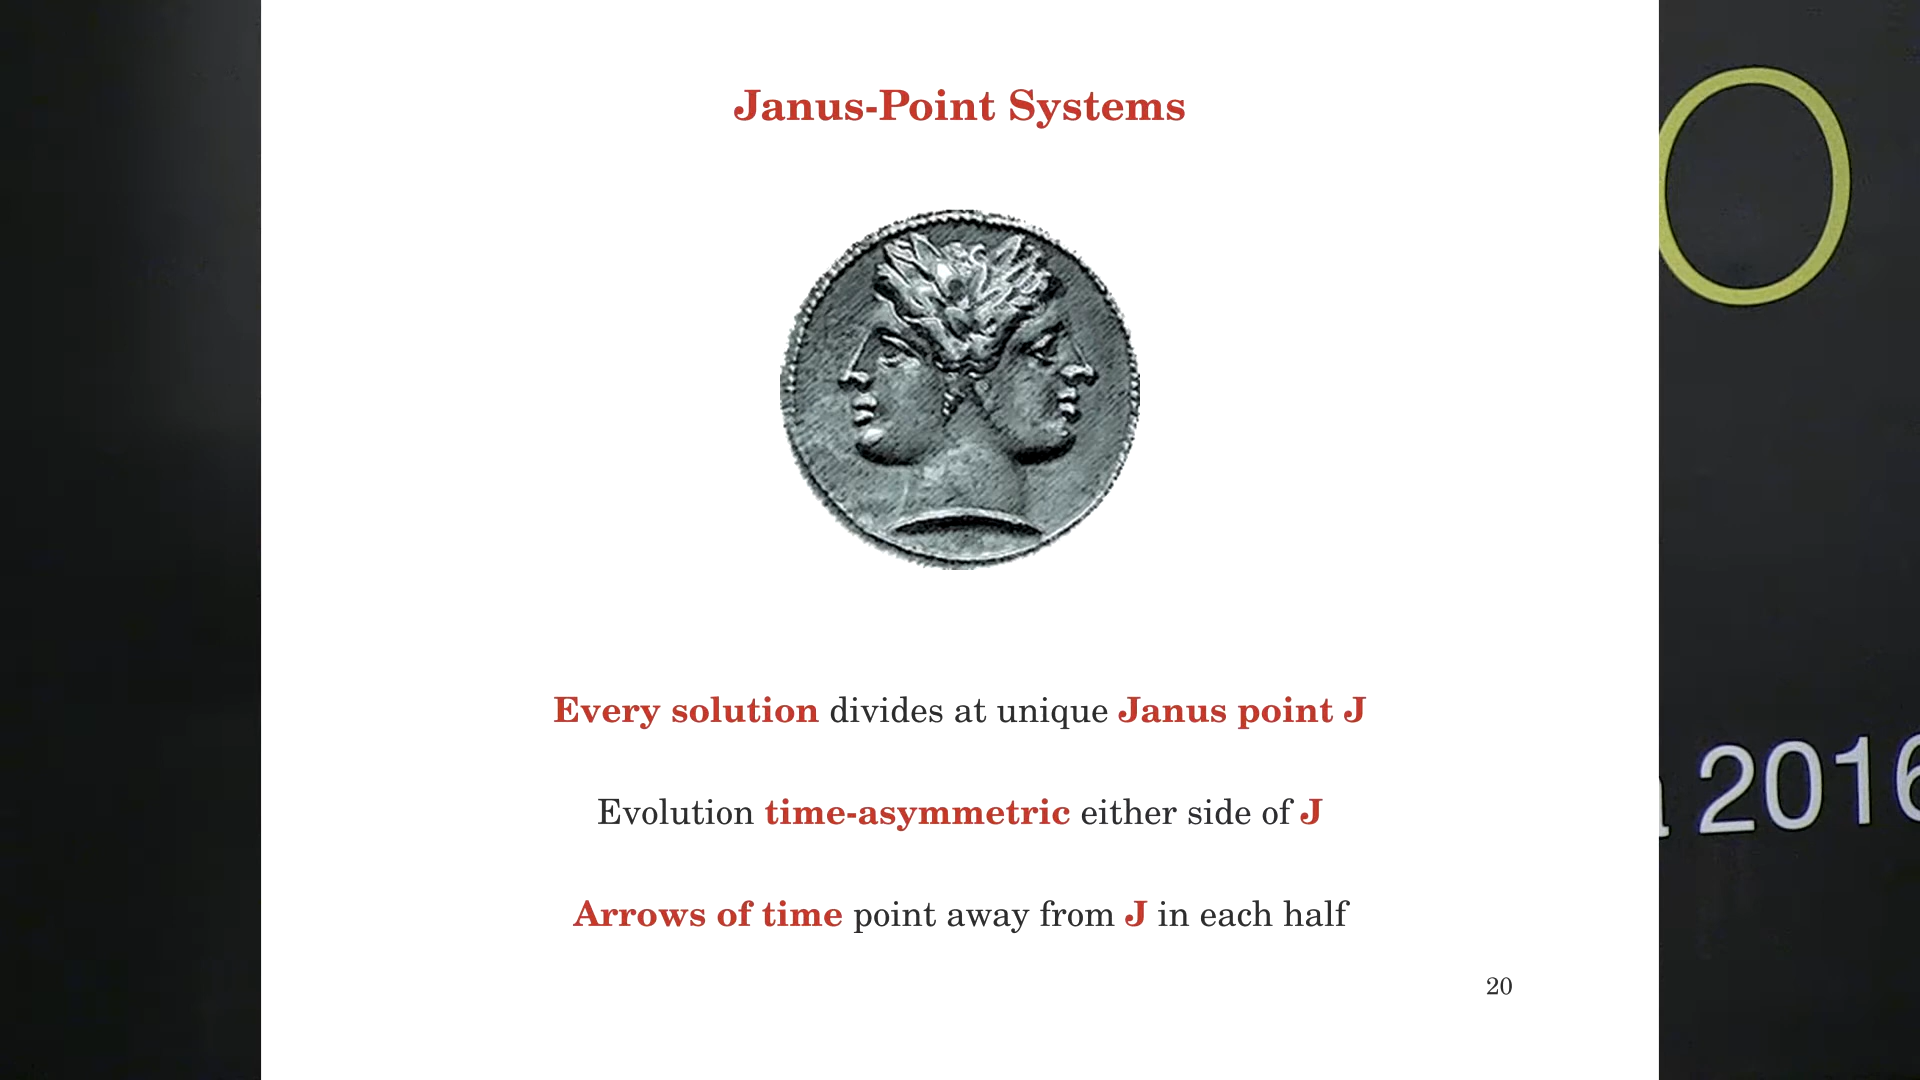 Janus-Point Systems
Every solution divides at unique Janus point J
Evolution time-asymmetric either side of J
Arrows of time point away from J in each half
20
O
2016